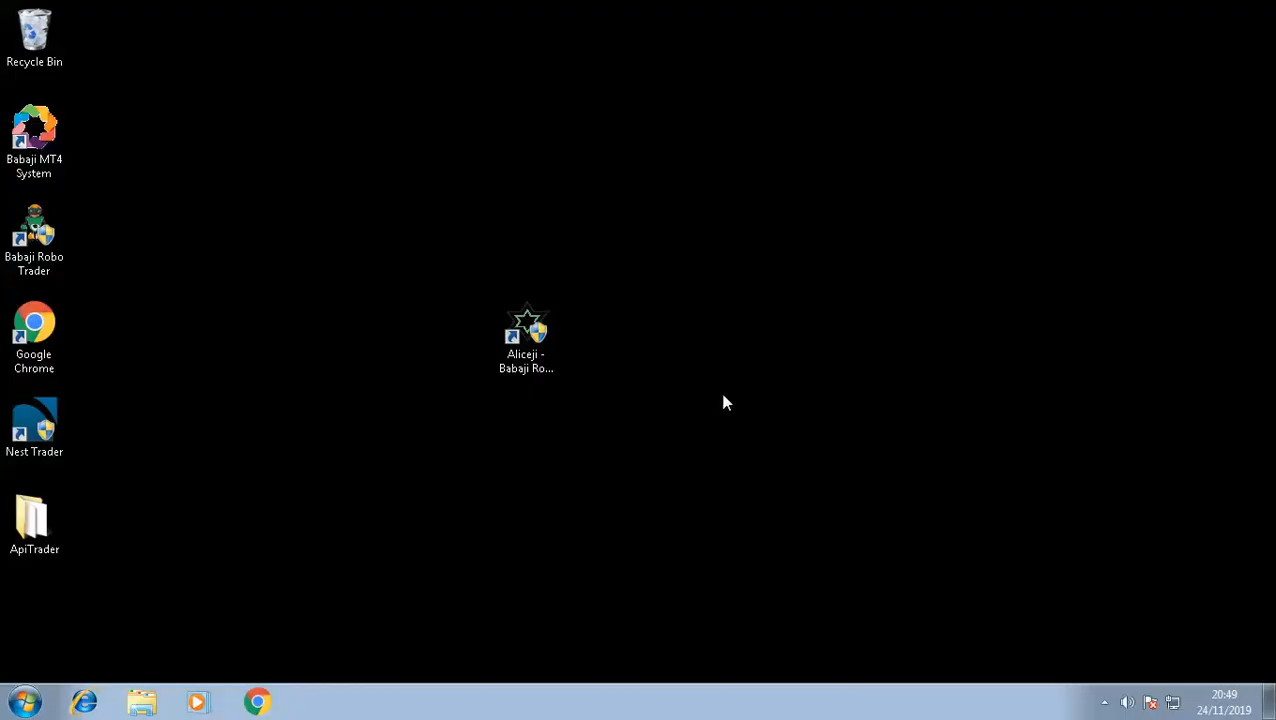 Recycle Bin
Babaji MT4
System
Babaji Robo
Trader
Google
Chrome
Nest Trader
ApiTrader
Aliceji -
Babaji Ro...
20:49
24/11/2019